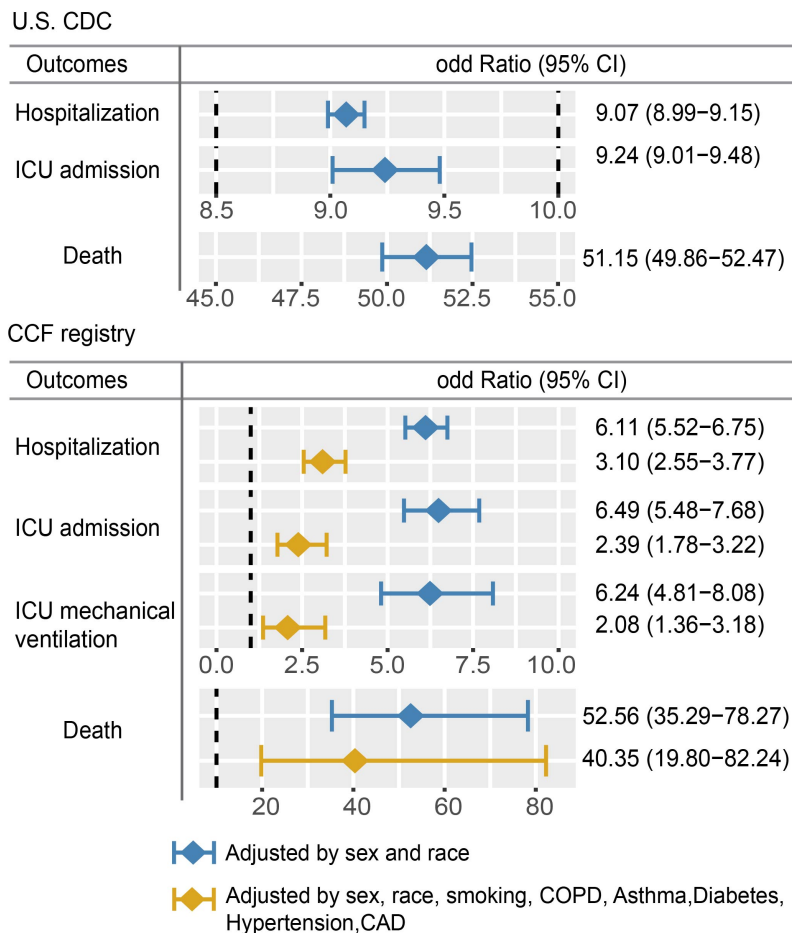 U.S. CDC
Outcomes odd Ratio (95% CI)
Hospitalization 9.07 (8.99−9.15)
ICU admission 9.24 (9.01−9.48)
8.5 9.0 9.5 10.0
Death 51.15 (49.86−52.47)
45.0 47.5 50.0 52.5 55.0
CCF registry
Outcomes odd Ratio (95% CI)
Hospitalization 6.11 (5.52−6.75)
3.10 (2.55−3.77)
ICU admission 6.49 (5.48−7.68)
2.39 (1.78−3.22)
ICU mechanical 6.24 (4.81−8.08)
ventilation 2.08 (1.36−3.18)
0.0 2.5 5.0 7.5 10.0
Death 52.56 (35.29−78.27)
40.35 (19.80−82.24)
20 40 60 80
Adjusted by sex and race
Adjusted by sex, race, smoking, COPD, Asthma,Diabetes,
Hypertension,CAD